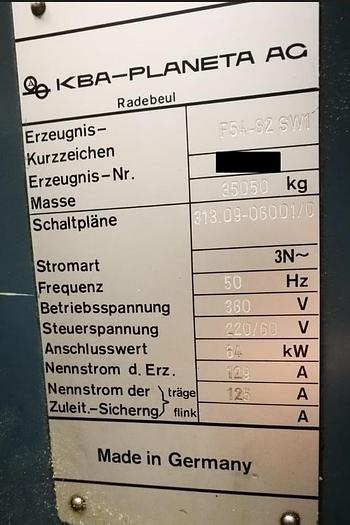 KBA-PLANETA AG
Radebeul
Erzeugnis-
Kurzzeichen P54-S2 SW1
Erzeugnis-Nr.
Masse 35050 kg
Schaltpläne 313.09-06001/0
Stromart 3N~
Frequenz 50 Hz
Betriebsspannung 380 V
Steuerspannung 220/60 V
Anschlusswert 64 kW
Nennstrom d. Erz. 129 A
Nennstrom der träge 125 A
Zuleit.-Sicherng flink A
Made in Germany